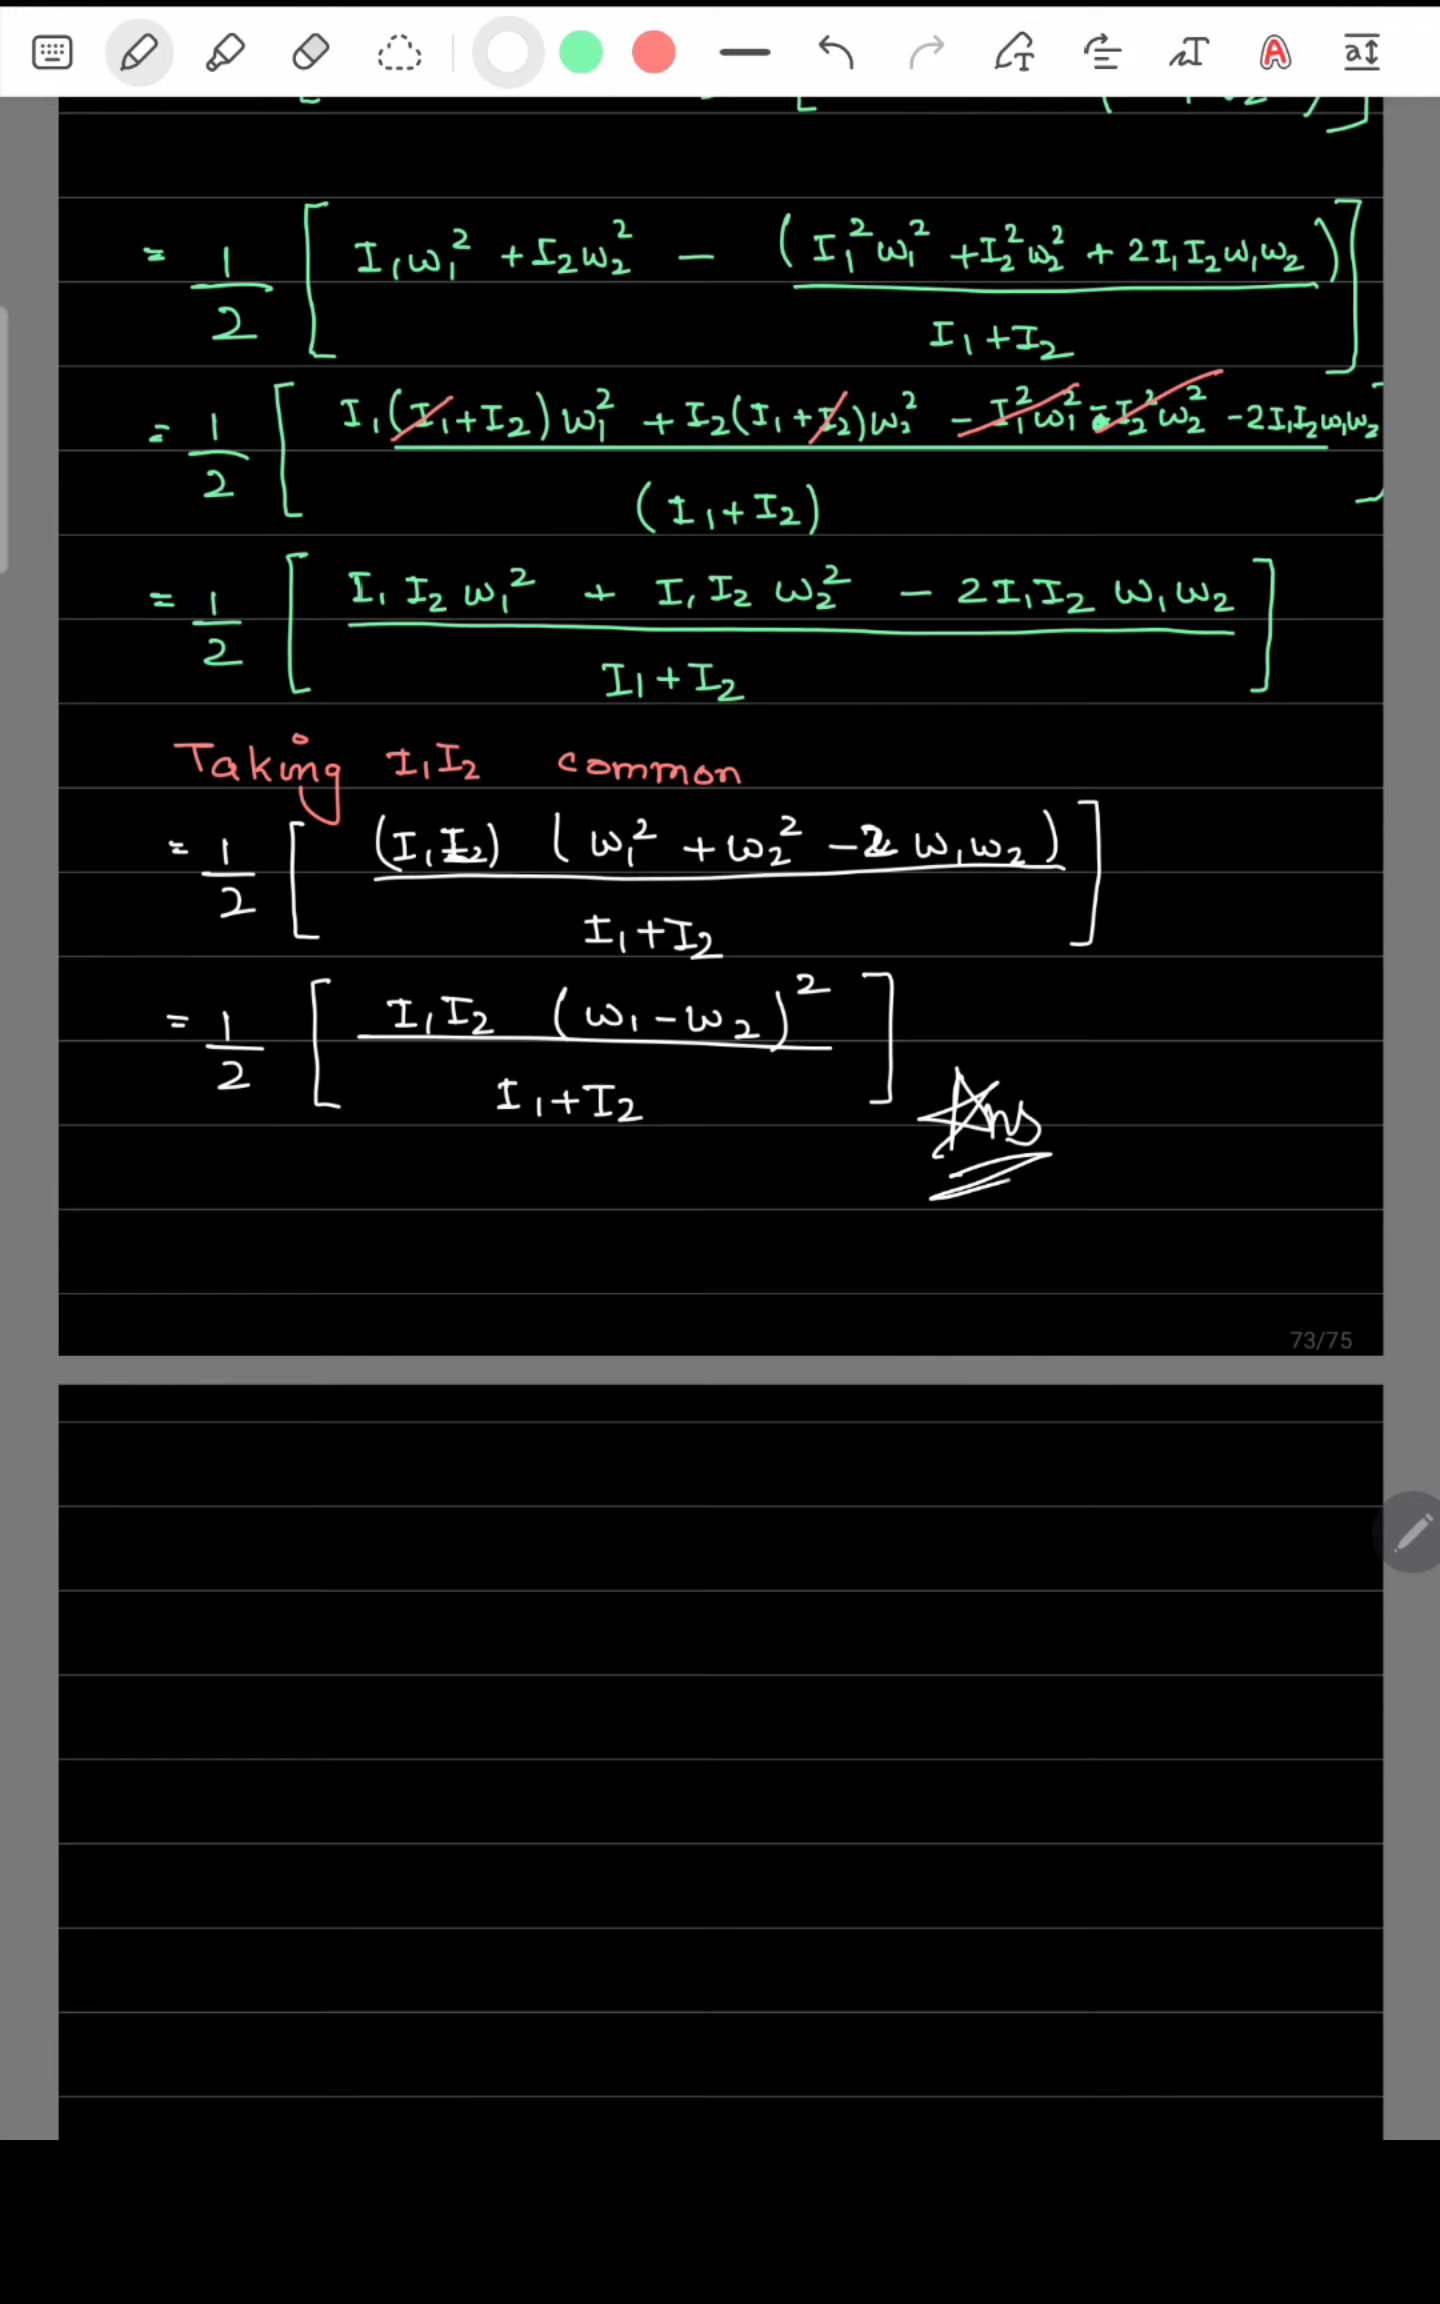 = 1/2 [ I₁ω₁² + I₂ω₂² − (I₁²ω₁² + I₂²ω₂² + 2I₁I₂ω₁ω₂) / I₁+I₂ ]
= 1/2 [ I₁(I₁+I₂)ω₁² + I₂(I₁+I₂)ω₂² − I₁²ω₁² − I₂²ω₂² − 2I₁I₂ω₁ω₂ / (I₁+I₂)
= 1/2 [ I₁I₂ω₁² + I₁I₂ω₂² − 2I₁I₂ω₁ω₂ / I₁+I₂ ]
Taking I₁I₂ common
= 1/2 [ (I₁I₂) (ω₁² + ω₂² − 2ω₁ω₂) / I₁+I₂ ]
= 1/2 [ I₁I₂ (ω₁−ω₂)² / I₁+I₂ ]
Ans
73/75